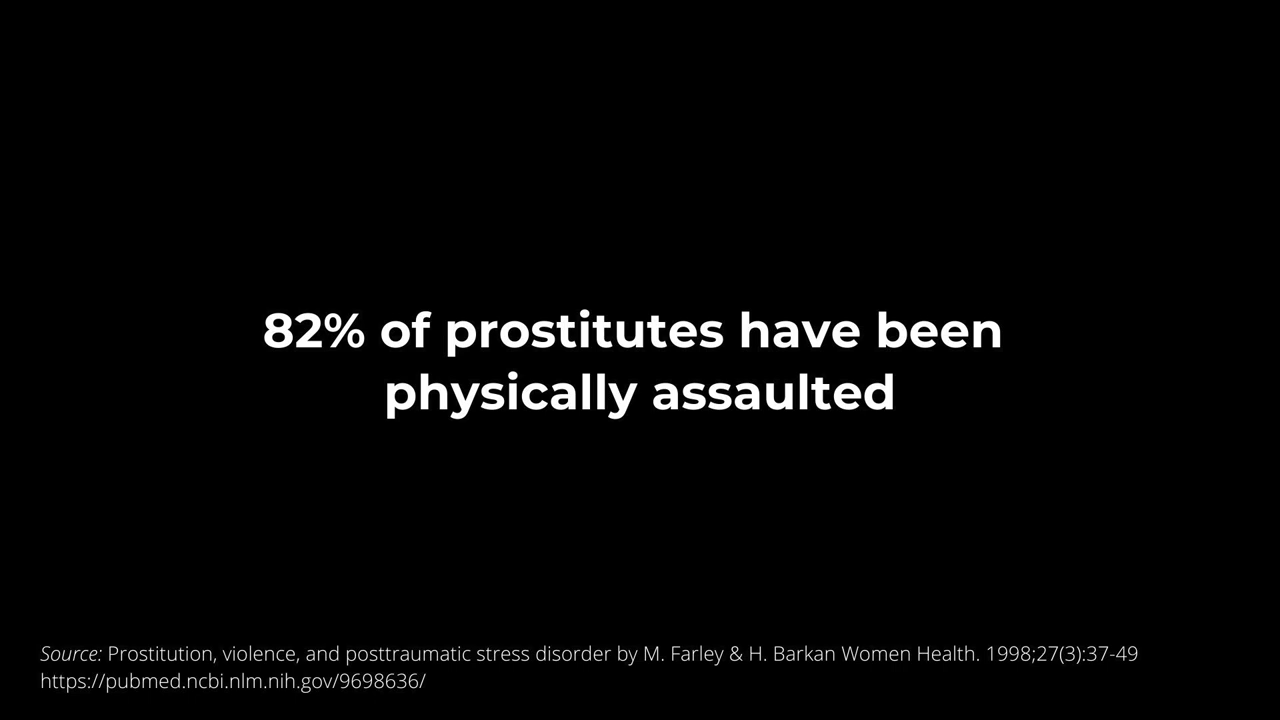 82% of prostitutes have been
physically assaulted
Source: Prostitution, violence, and posttraumatic stress disorder by M. Farley & H. Barkan Women Health. 1998;27(3):37-49
https://pubmed.ncbi.nlm.nih.gov/9698636/